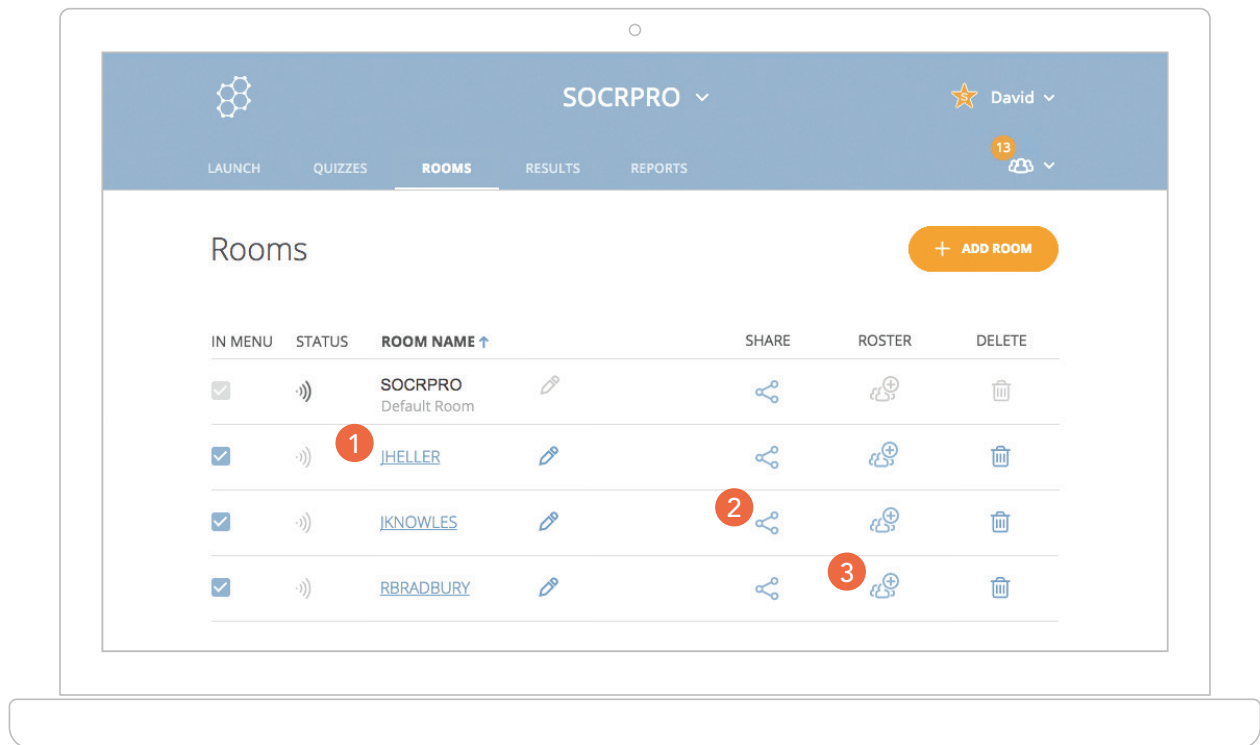 SOCRPRO
S
David
13
LAUNCH QUIZZES ROOMS RESULTS REPORTS
Rooms
+ ADD ROOM
IN MENU STATUS ROOM NAME ↑ SHARE ROSTER DELETE
SOCRPRO
Default Room
1
JHELLER
2
JKNOWLES
3
RBRADBURY